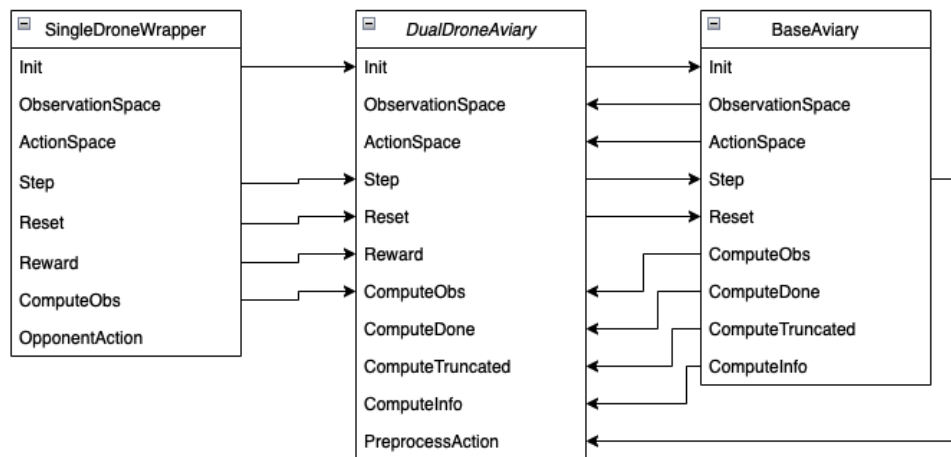 SingleDroneWrapper
Init
ObservationSpace
ActionSpace
Step
Reset
Reward
ComputeObs
OpponentAction
DualDroneAviary
Init
ObservationSpace
ActionSpace
Step
Reset
Reward
ComputeObs
ComputeDone
ComputeTruncated
ComputeInfo
PreprocessAction
BaseAviary
Init
ObservationSpace
ActionSpace
Step
Reset
ComputeObs
ComputeDone
ComputeTruncated
ComputeInfo